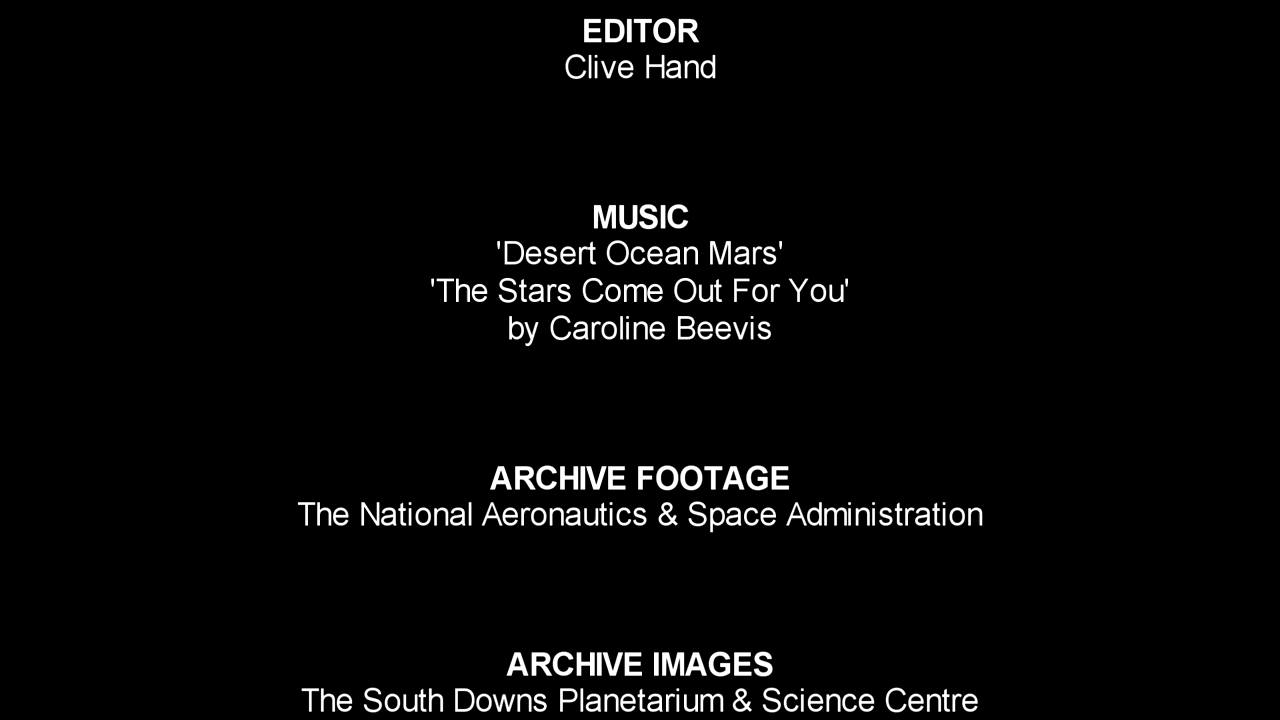 EDITOR
Clive Hand
MUSIC
'Desert Ocean Mars'
'The Stars Come Out For You'
by Caroline Beevis
ARCHIVE FOOTAGE
The National Aeronautics & Space Administration
ARCHIVE IMAGES
The South Downs Planetarium & Science Centre